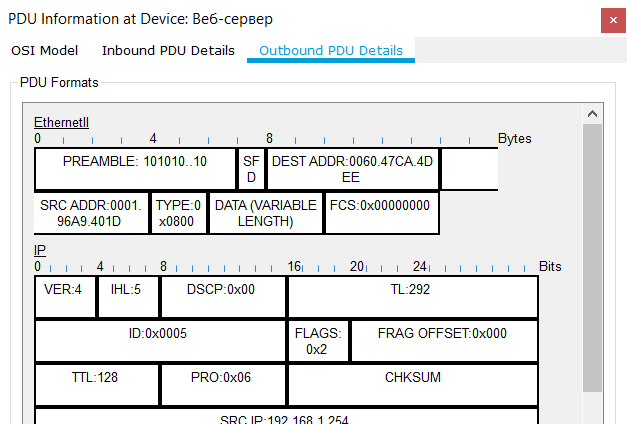 PDU Information at Device: Веб-сервер
OSI Model Inbound PDU Details Outbound PDU Details
PDU Formats
EthernetII
0 4 8 Bytes
PREAMBLE: 101010..10 SF D DEST ADDR:0060.47CA.4D EE
SRC ADDR:0001. 96A9.401D TYPE:0 x0800 DATA (VARIABLE LENGTH) FCS:0x00000000
IP
0 4 8 16 20 24 Bits
VER:4 IHL:5 DSCP:0x00 TL:292
ID:0x0005 FLAGS: 0x2 FRAG OFFSET:0x000
TTL:128 PRO:0x06 CHKSUM
SRC IP:192.168.1.254